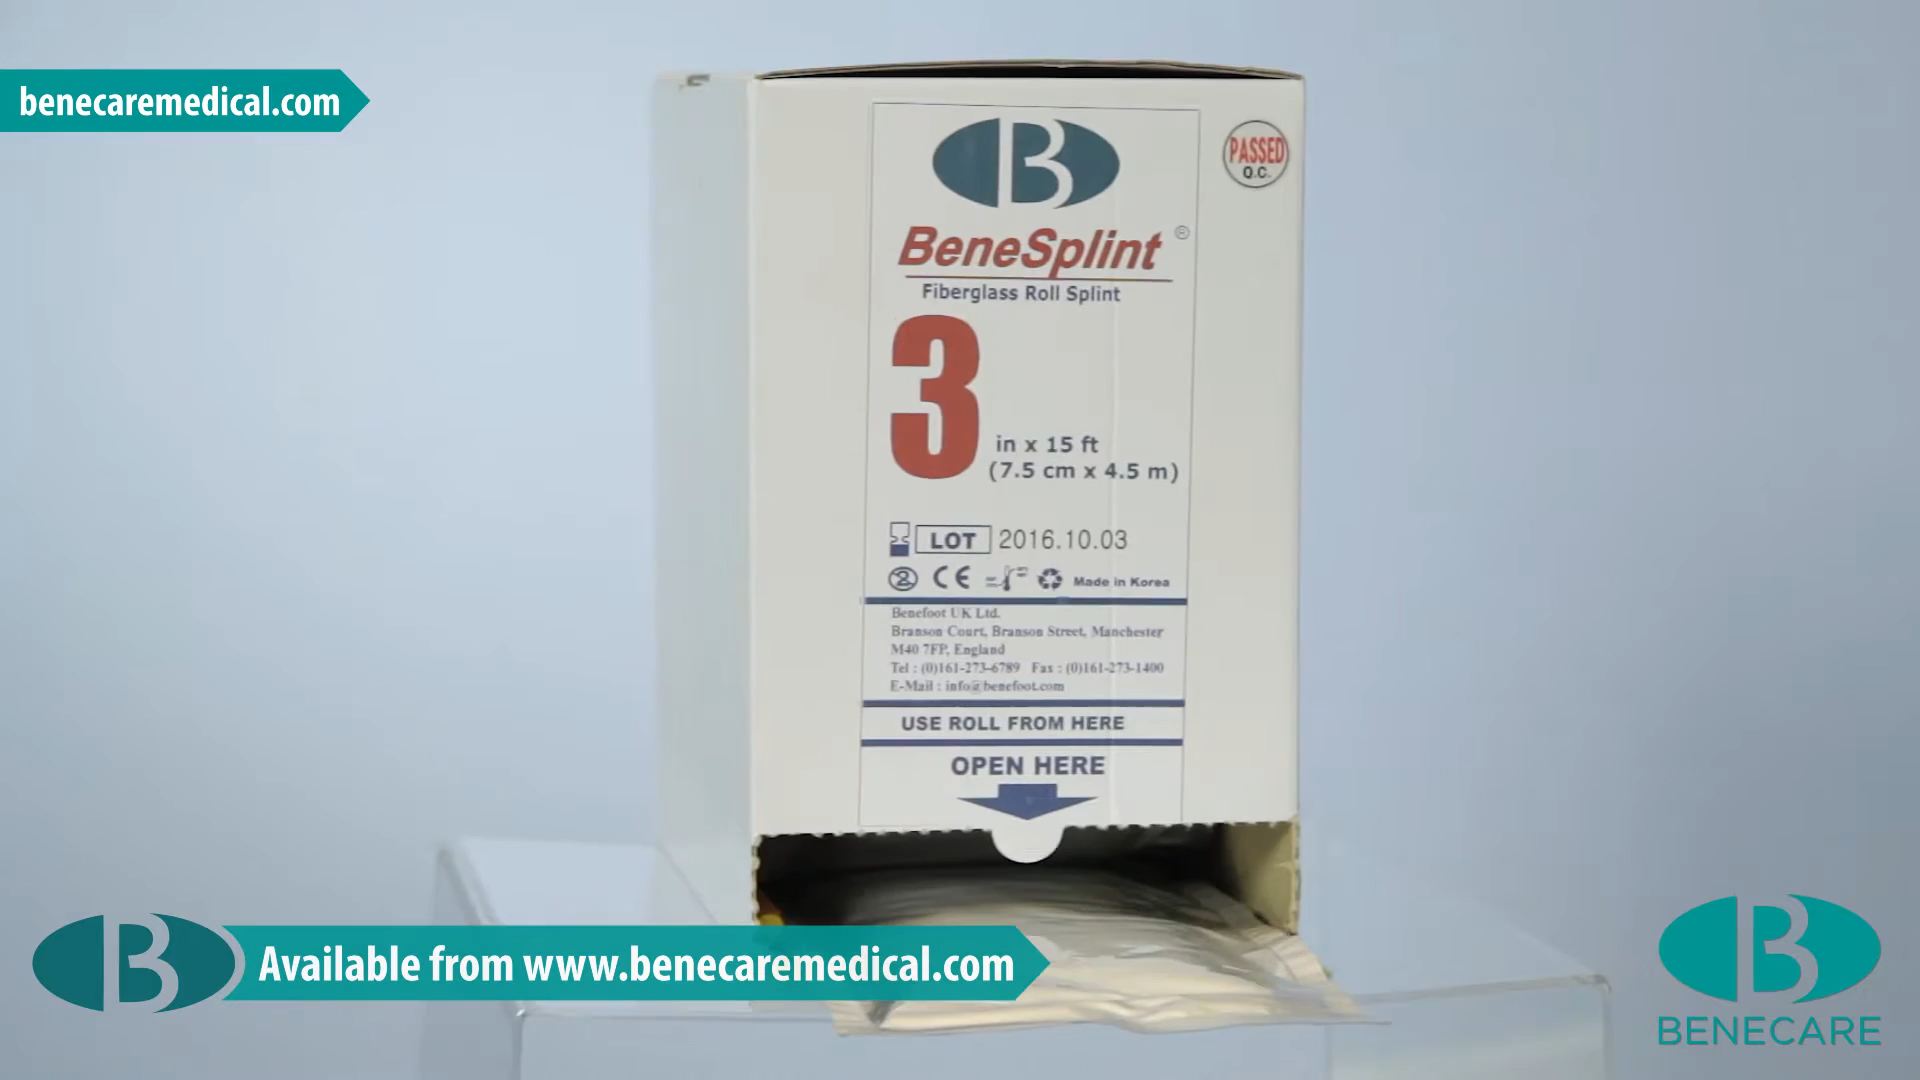 benecaremedical.com
B
PASSED
Q.C.
BeneSplint ®
Fiberglass Roll Splint
3 in x 15 ft
(7.5 cm x 4.5 m)
LOT 2016.10.03
2 CE Made in Korea
Benefoot UK Ltd.
Branson Court, Branson Street, Manchester
M40 7FP, England
Tel : (0)161-273-6789 Fax : (0)161-273-1400
E-Mail : info@benefoot.com
USE ROLL FROM HERE
OPEN HERE
B
Available from www.benecaremedical.com
B
BENECARE